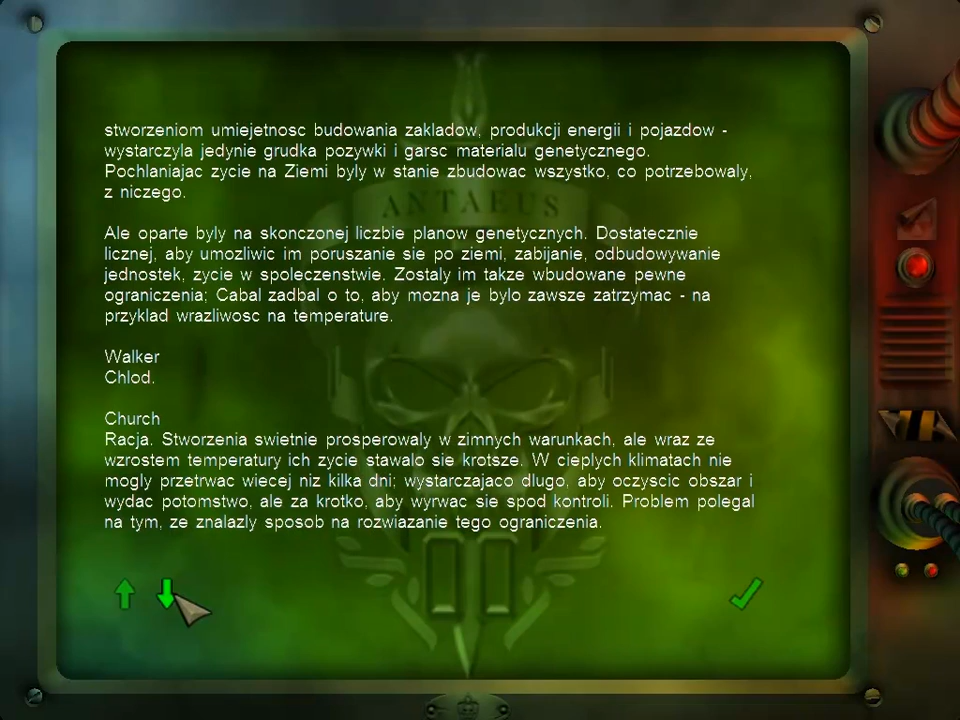 stworzeniom umiejetnosc budowania zakladow, produkcji energii i pojazdow -
wystarczyla jedynie grudka pozywki i garsc materialu genetycznego.
Pochlaniajac zycie na Ziemi byly w stanie zbudowac wszystko, co potrzebowaly,
z niczego.
ANTAEUS
Ale oparte byly na skonczonej liczbie planow genetycznych. Dostatecznie
licznej, aby umozliwic im poruszanie sie po ziemi, zabijanie, odbudowywanie
jednostek, zycie w spoleczenstwie. Zostaly im takze wbudowane pewne
ograniczenia; Cabal zadbal o to, aby mozna je bylo zawsze zatrzymac - na
przyklad wrazliwosc na temperature.
Walker
Chlod.
Church
Racja. Stworzenia swietnie prosperowaly w zimnych warunkach, ale wraz ze
wzrostem temperatury ich zycie stawalo sie krotsze. W cieplych klimatach nie
mogly przetrwac wiecej niz kilka dni; wystarczajaco dlugo, aby oczyscic obszar i
wydac potomstwo, ale za krotko, aby wyrwac sie spod kontroli. Problem polegal
na tym, ze znalazly sposob na rozwiazanie tego ograniczenia.